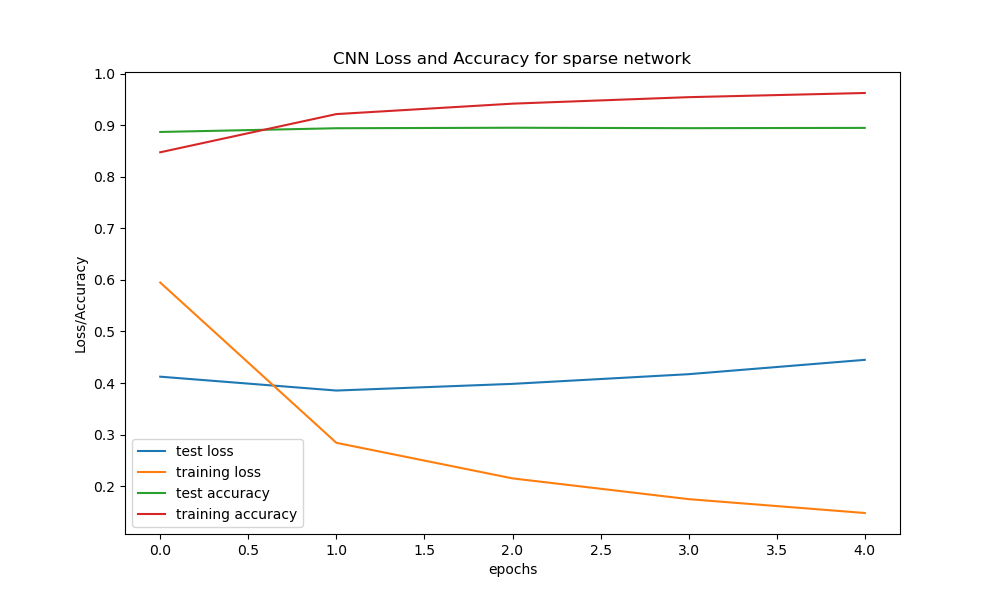 CNN Loss and Accuracy for sparse network
1.0
0.9
0.8
0.7
0.6
0.5
0.4
0.3
0.2
Loss/Accuracy
test loss
training loss
test accuracy
training accuracy
0.0 0.5 1.0 1.5 2.0 2.5 3.0 3.5 4.0
epochs